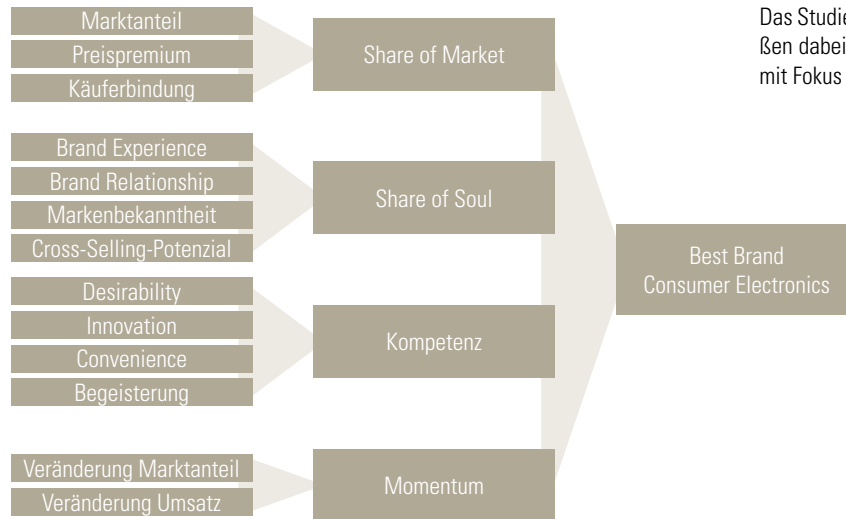 Marktanteil
Preispremium
Käuferbindung
Share of Market
Brand Experience
Brand Relationship
Markenbekanntheit
Cross-Selling-Potenzial
Share of Soul
Desirability
Innovation
Convenience
Begeisterung
Kompetenz
Veränderung Marktanteil
Veränderung Umsatz
Momentum
Best Brand
Consumer Electronics
Das Studie
ßen dabei
mit Fokus